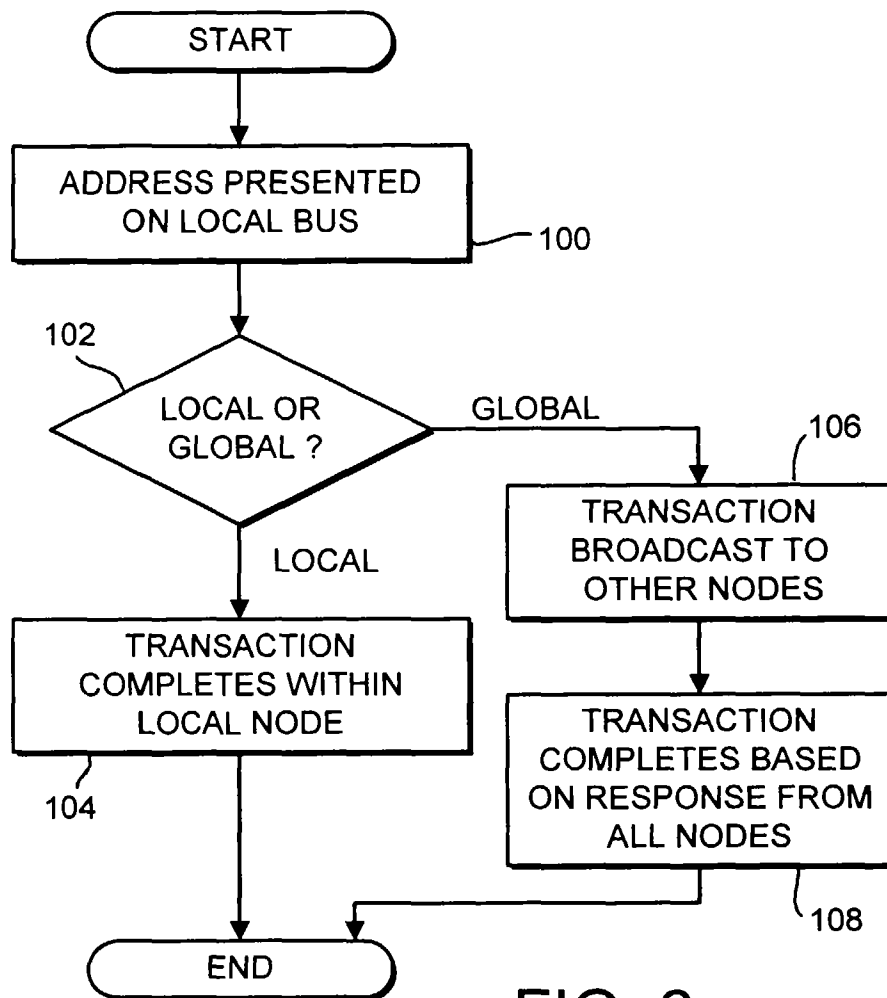 START
ADDRESS PRESENTED
ON LOCAL BUS
100
102
LOCAL OR
GLOBAL ?
GLOBAL
LOCAL
106
TRANSACTION
BROADCAST TO
OTHER NODES
TRANSACTION
COMPLETES WITHIN
LOCAL NODE
104
TRANSACTION
COMPLETES BASED
ON RESPONSE FROM
ALL NODES
108
END